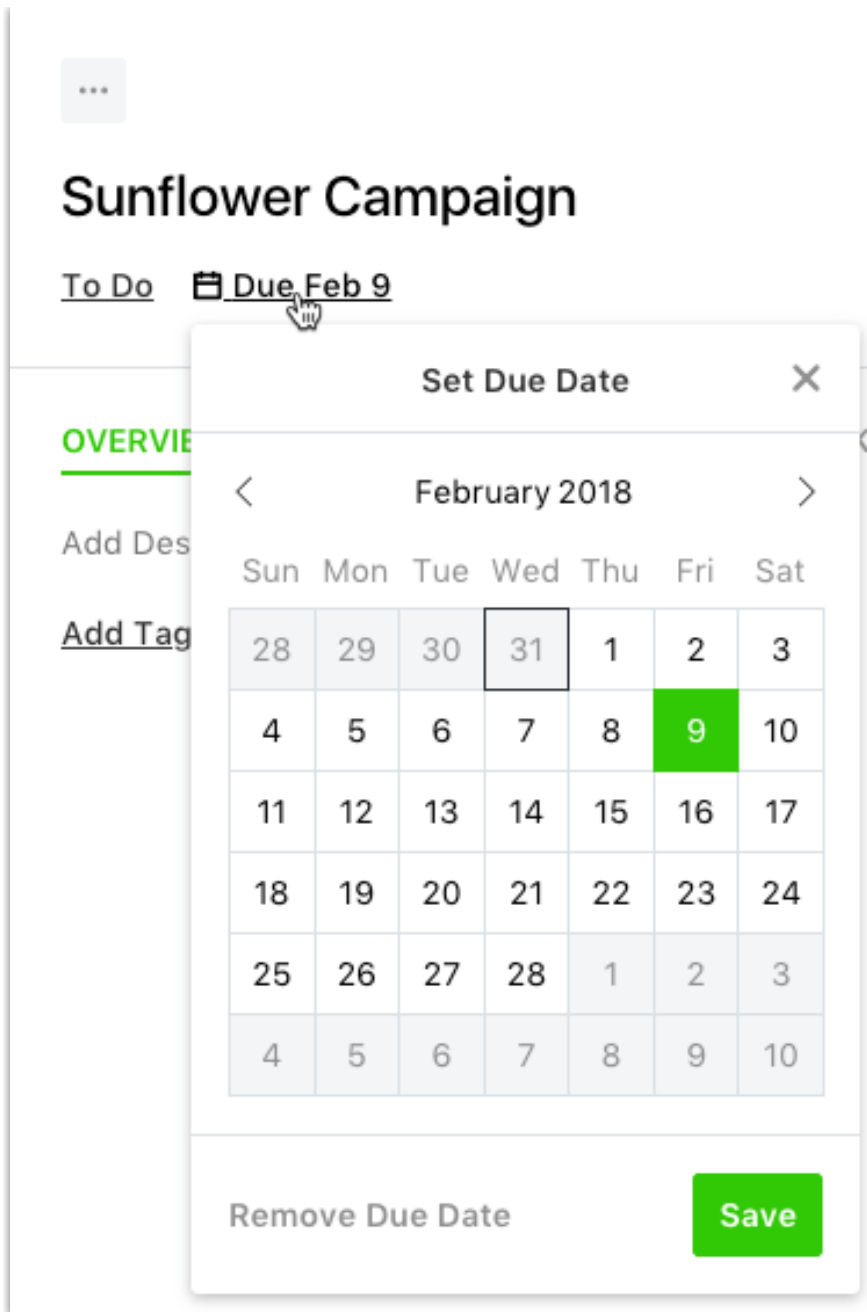 Sunflower Campaign
To Do Due Feb 9
Set Due Date
OVERVIE
February 2018
Add Des
Sun Mon Tue Wed Thu Fri Sat
Add Tag
28 29 30 31 1 2 3
4 5 6 7 8 9 10
11 12 13 14 15 16 17
18 19 20 21 22 23 24
25 26 27 28 1 2 3
4 5 6 7 8 9 10
Remove Due Date Save